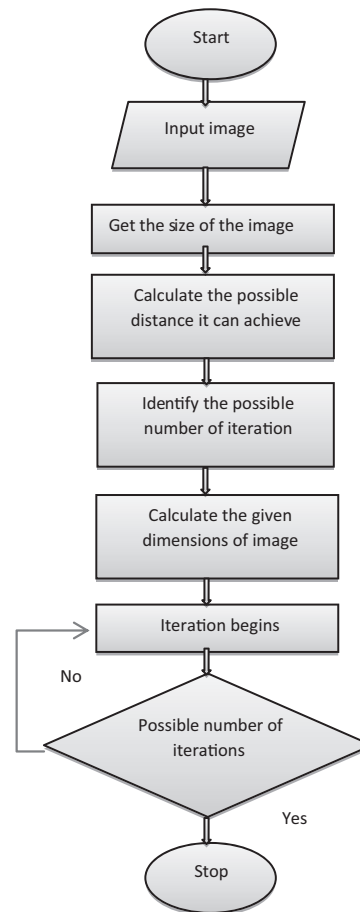 Start
Input image
Get the size of the image
Calculate the possible
distance it can achieve
Identify the possible
number of iteration
Calculate the given
dimensions of image
Iteration begins
No
Possible number of
iterations
Yes
Stop